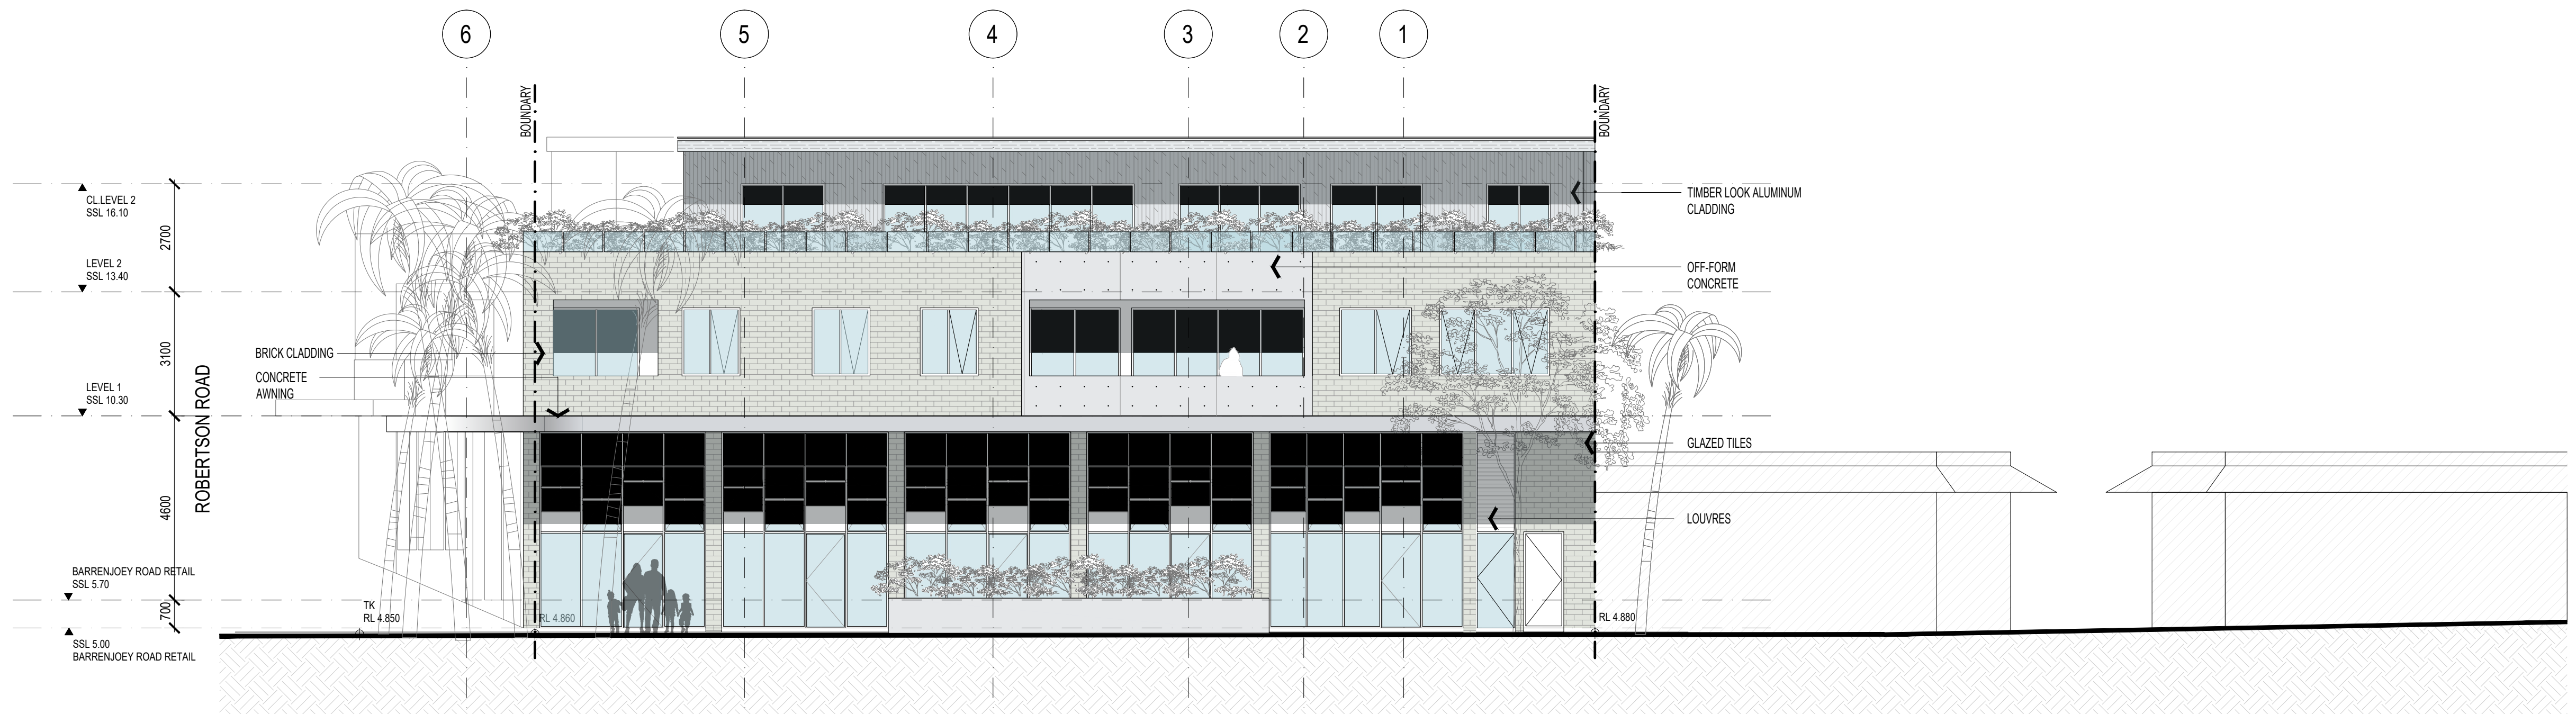 6
5
4
3
2
1
BOUNDARY
BOUNDARY
CL.LEVEL 2
SSL 16.10
2700
TIMBER LOOK ALUMINUM
CLADDING
LEVEL 2
SSL 13.40
OFF-FORM
CONCRETE
3100
BRICK CLADDING
CONCRETE
AWNING
LEVEL 1
SSL 10.30
ROBERTSON ROAD
GLAZED TILES
4600
LOUVRES
BARRENJOEY ROAD RETAIL
SSL 5.70
700
TK
RL 4.850
RL 4.860
RL 4.880
SSL 5.00
BARRENJOEY ROAD RETAIL